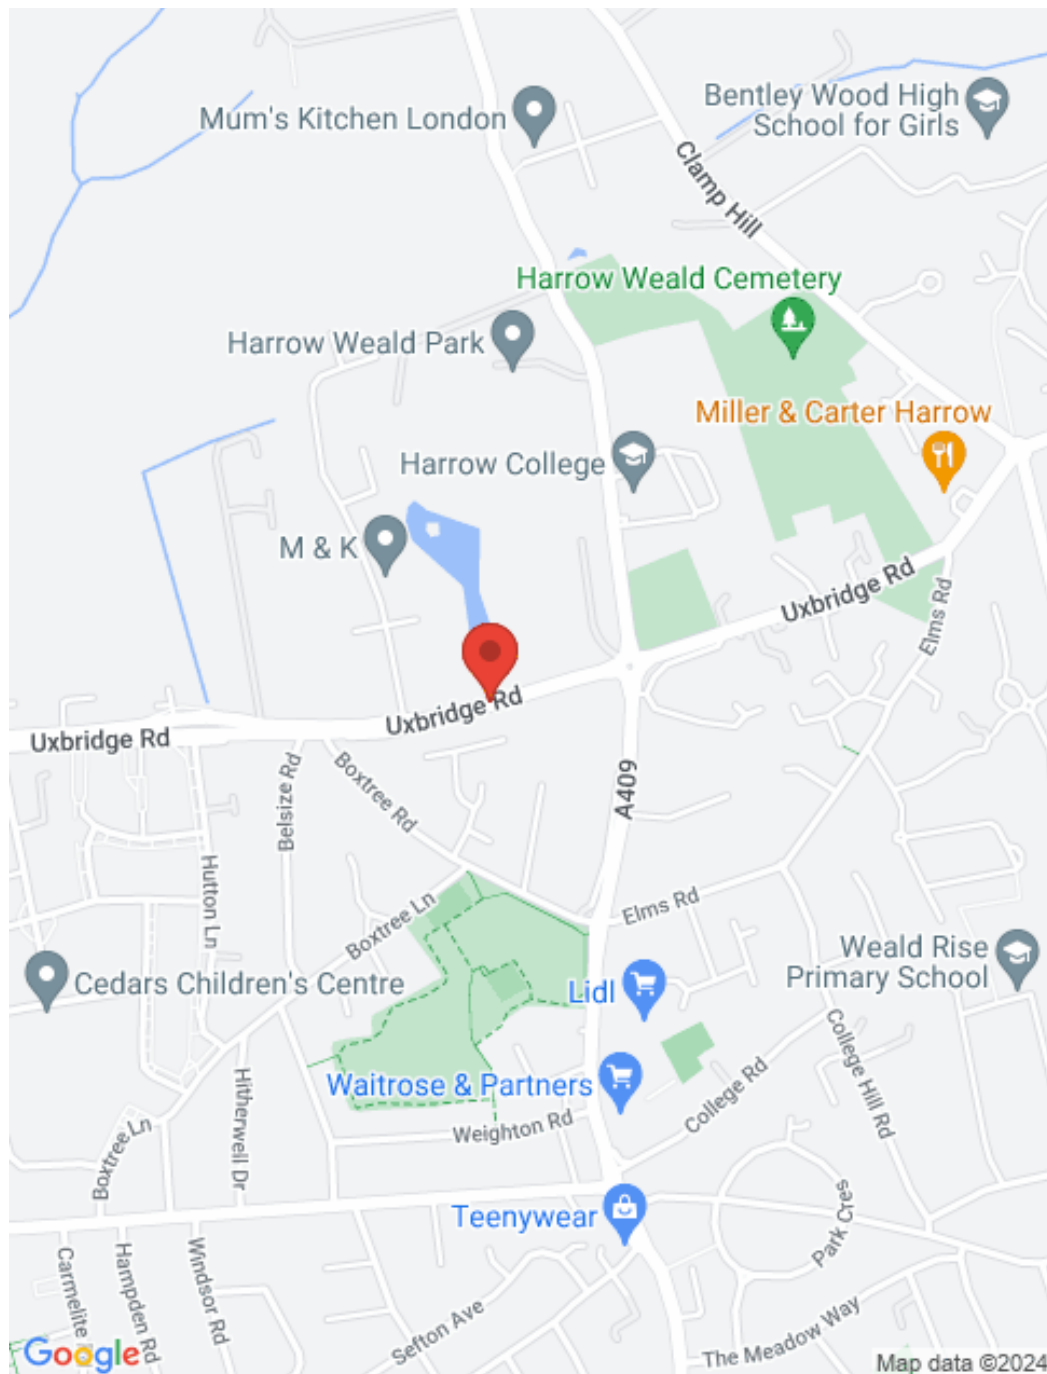 Mum's Kitchen London
Bentley Wood High
School for Girls
Clamp Hill
Harrow Weald Cemetery
Harrow Weald Park
Miller & Carter Harrow
Harrow College
M & K
Uxbridge Rd
Elms Rd
Uxbridge Rd
Uxbridge Rd
Belsize Rd
Boxtree Rd
A409
Hutton Ln
Boxtree Ln
Elms Rd
Weald Rise
Primary School
Cedars Children's Centre
Lidl
Waitrose & Partners
College Rd
College Hill Rd
Hitherwell Dr
Weighton Rd
Boxtree Ln
Teenywear
Park Cres
Carmelite
Hampden Rd
Windsor Rd
Sefton Ave
The Meadow Way
Google
Map data ©2024